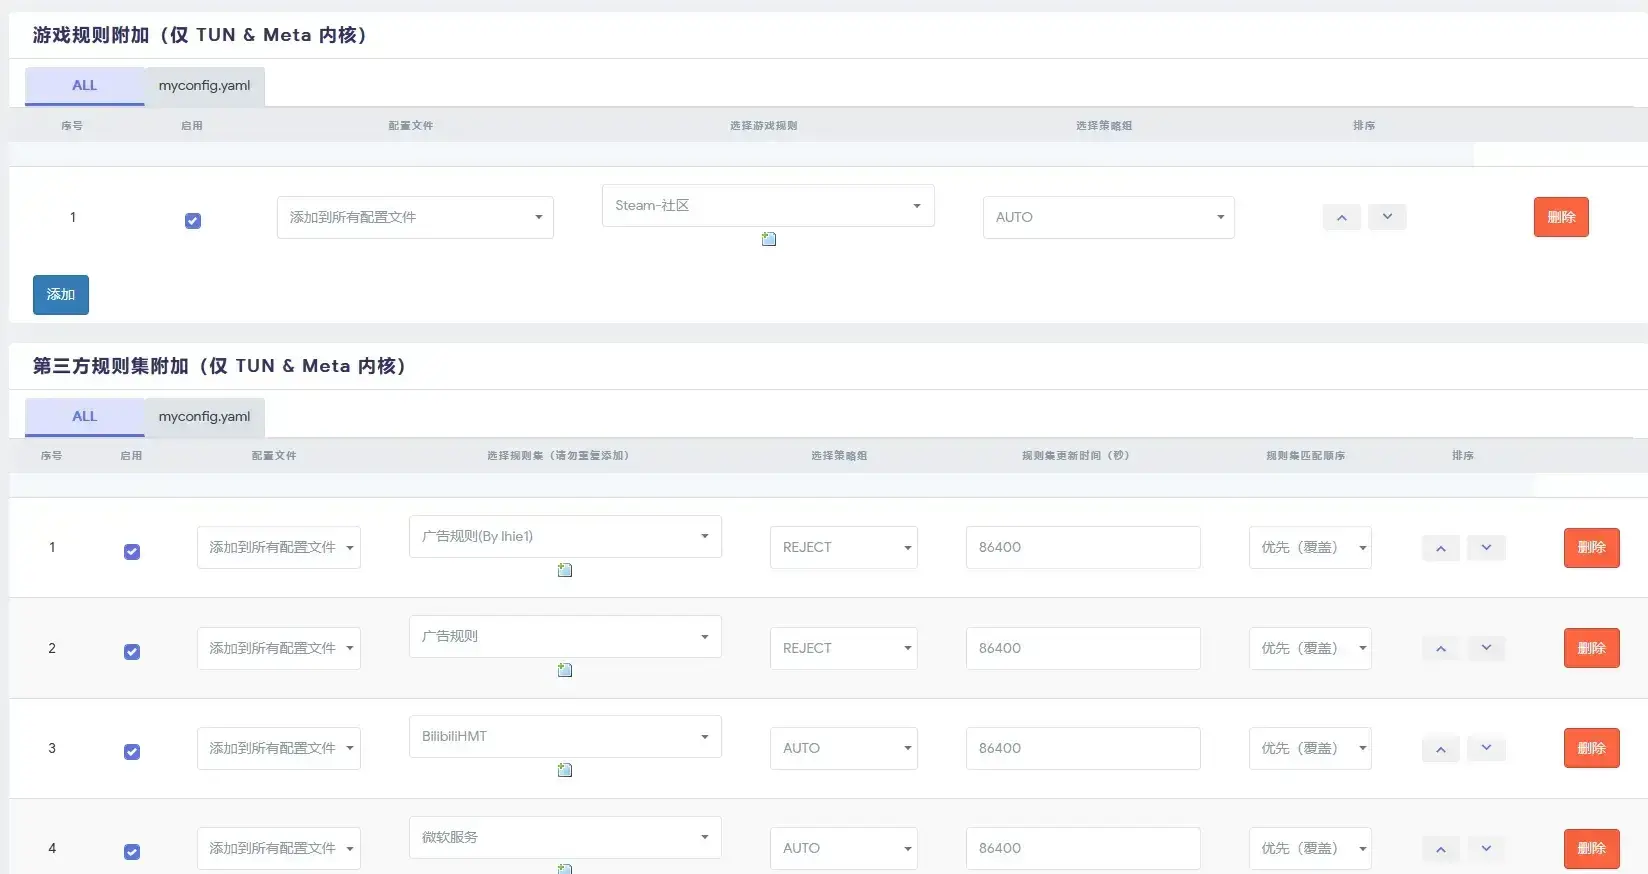 游戏规则附加（仅 TUN & Meta 内核）
ALL myconfig.yaml
序号 启用 配置文件 选择游戏规则 选择策略组 排序
1 添加到所有配置文件 Steam-社区 AUTO 删除
添加
第三方规则集附加（仅 TUN & Meta 内核）
ALL myconfig.yaml
序号 启用 配置文件 选择规则集（请勿重复添加） 选择策略组 规则集更新时间（秒） 规则集匹配顺序 排序
1 添加到所有配置文件 广告规则(By lhie1) REJECT 86400 优先（覆盖） 删除
2 添加到所有配置文件 广告规则 REJECT 86400 优先（覆盖） 删除
3 添加到所有配置文件 BilibiliHMT AUTO 86400 优先（覆盖） 删除
4 添加到所有配置文件 微软服务 AUTO 86400 优先（覆盖） 删除